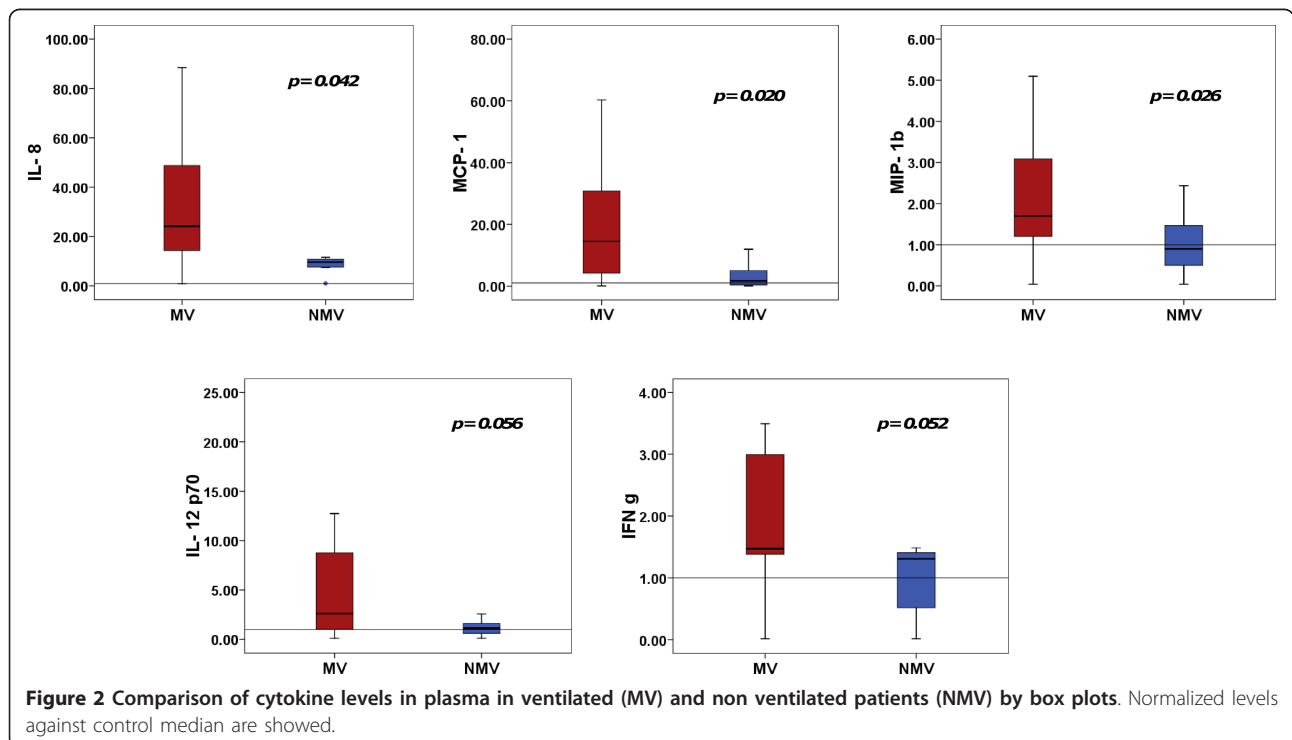 100.00
80.00
60.00
40.00
20.00
0.00
IL- 8
p=0.042
MV
NMV
80.00
60.00
40.00
20.00
0.00
MCP- 1
p=0.020
MV
NMV
6.00
5.00
4.00
3.00
2.00
1.00
0.00
MIP- 1b
p=0.026
MV
NMV
25.00
20.00
15.00
10.00
5.00
0.00
IL- 12 p70
p=0.056
MV
NMV
4.00
3.00
2.00
1.00
0.00
IFN g
p=0.052
MV
NMV
Figure 2 Comparison of cytokine levels in plasma in ventilated (MV) and non ventilated patients (NMV) by box plots. Normalized levels
against control median are showed.